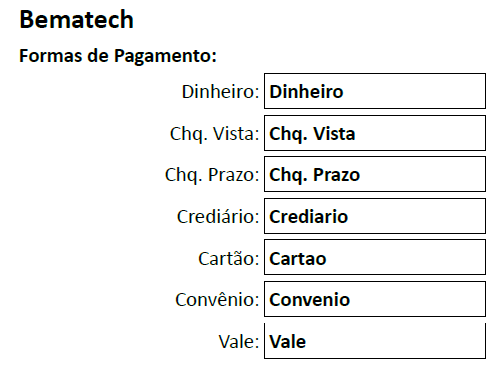 Bematech
Formas de Pagamento:
Dinheiro: Dinheiro
Chq. Vista: Chq. Vista
Chq. Prazo: Chq. Prazo
Crediário: Crediario
Cartão: Cartao
Convênio: Convenio
Vale: Vale